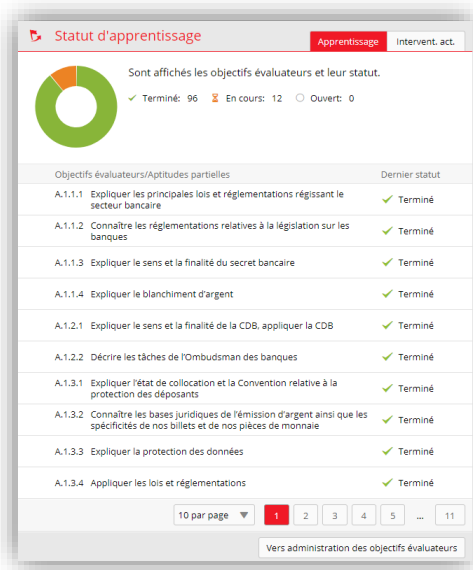 Statut d'apprentissage
Apprentissage
Intervent. act.
Sont affichés les objectifs évaluateurs et leur statut.
Terminé: 96 En cours: 12 Ouvert: 0
Objectifs évaluateurs/Aptitudes partielles Dernier statut
A.1.1.1 Expliquer les principales lois et réglementations régissant le
secteur bancaire
Terminé
A.1.1.2 Connaître les réglementations relatives à la législation sur les
banques
Terminé
A.1.1.3 Expliquer le sens et la finalité du secret bancaire Terminé
A.1.1.4 Expliquer le blanchiment d'argent Terminé
A.1.2.1 Expliquer le sens et la finalité de la CDB, appliquer la CDB Terminé
A.1.2.2 Décrire les tâches de l'Ombudsman des banques Terminé
A.1.3.1 Expliquer l'état de collocation et la Convention relative à la
protection des déposants
Terminé
A.1.3.2 Connaître les bases juridiques de l'émission d'argent ainsi que les
spécificités de nos billets et de nos pièces de monnaie
Terminé
A.1.3.3 Expliquer la protection des données Terminé
A.1.3.4 Appliquer les lois et réglementations Terminé
10 par page 1 2 3 4 5 ... 11
Vers administration des objectifs évaluateurs